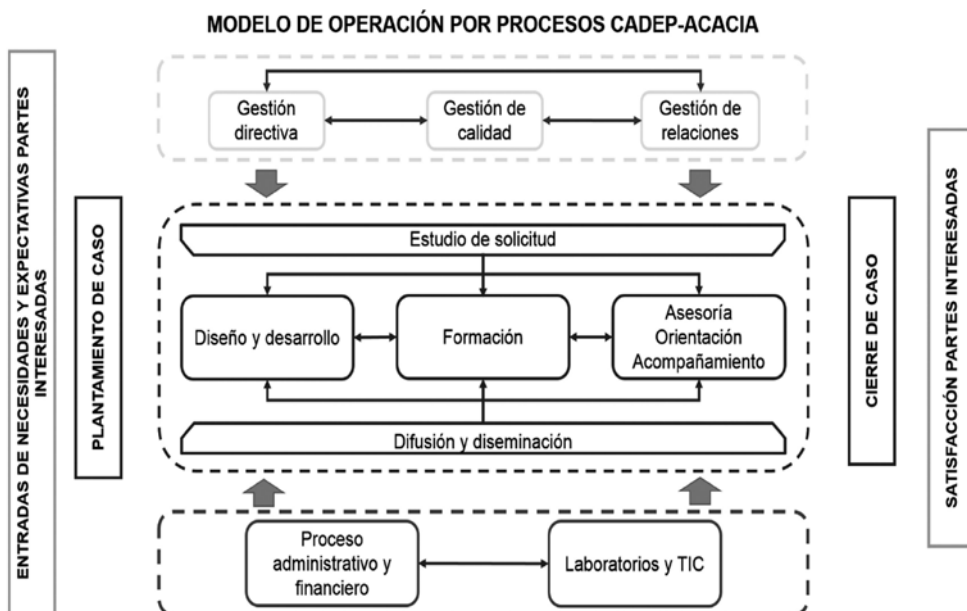 MODELO DE OPERACIÓN POR PROCESOS CADEP-ACACIA
ENTRADAS DE NECESIDADES Y EXPECTATIVAS PARTES
INTERESADAS
PLANTAMIENTO DE CASO
Gestión
directiva
Gestión de
calidad
Gestión de
relaciones
Estudio de solicitud
Diseño y desarrollo
Formación
Asesoría
Orientación
Acompañamiento
Difusión y diseminación
Proceso
administrativo y
financiero
Laboratorios y TIC
CIERRE DE CASO
SATISFACCIÓN PARTES INTERESADAS